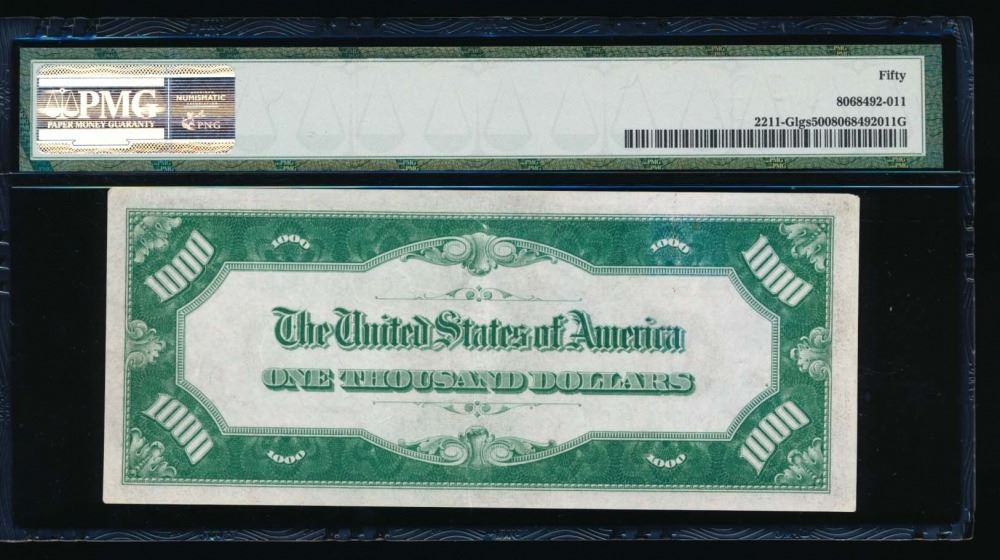 PMG
PAPER MONEY GUARANTY
NUMISMATIC
PNG
Fifty
8068492-011
2211-Glgs5008068492011G
1000
1000
1000
1000
The United States of America
ONE THOUSAND DOLLARS
1000
1000
1000
1000